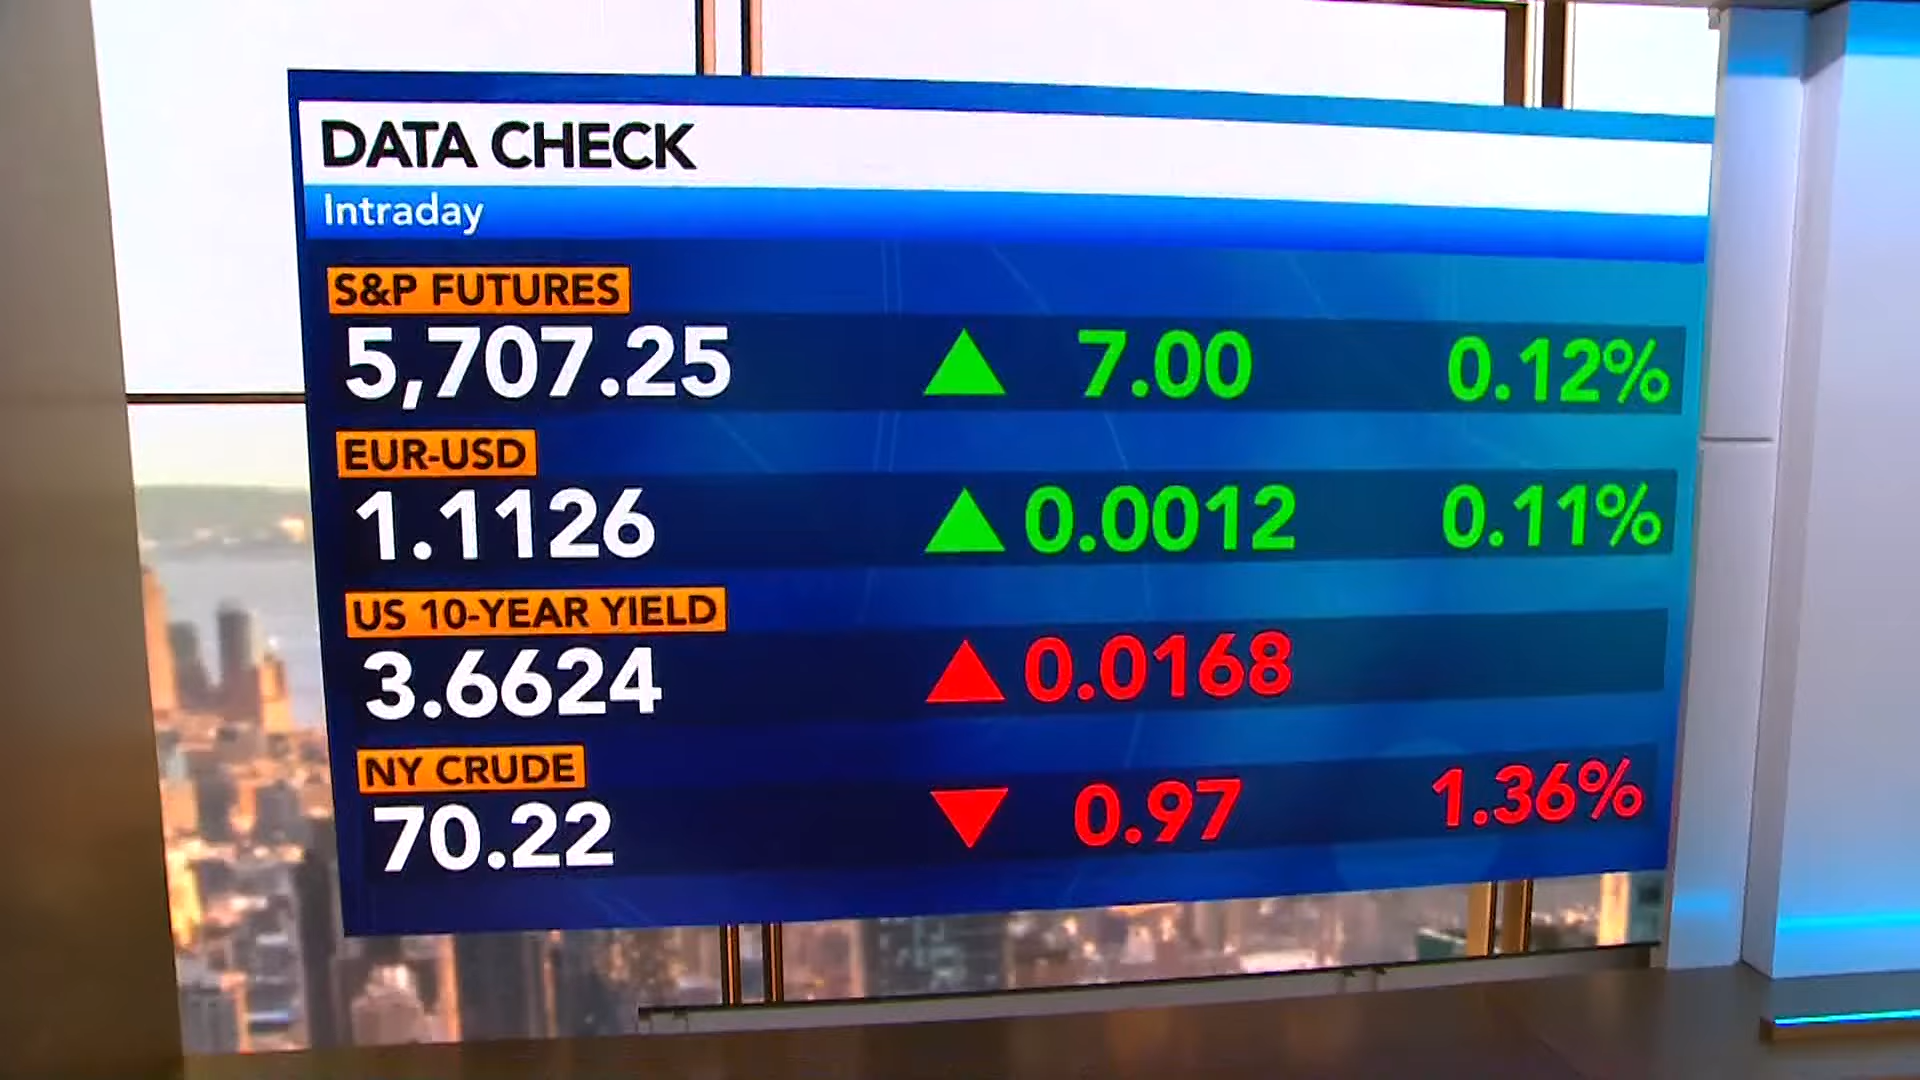 DATA CHECK
Intraday
S&P FUTURES
5,707.25 ▲ 7.00 0.12%
EUR-USD
1.1126 ▲ 0.0012 0.11%
US 10-YEAR YIELD
3.6624 ▲ 0.0168
NY CRUDE
70.22 ▼ 0.97 1.36%